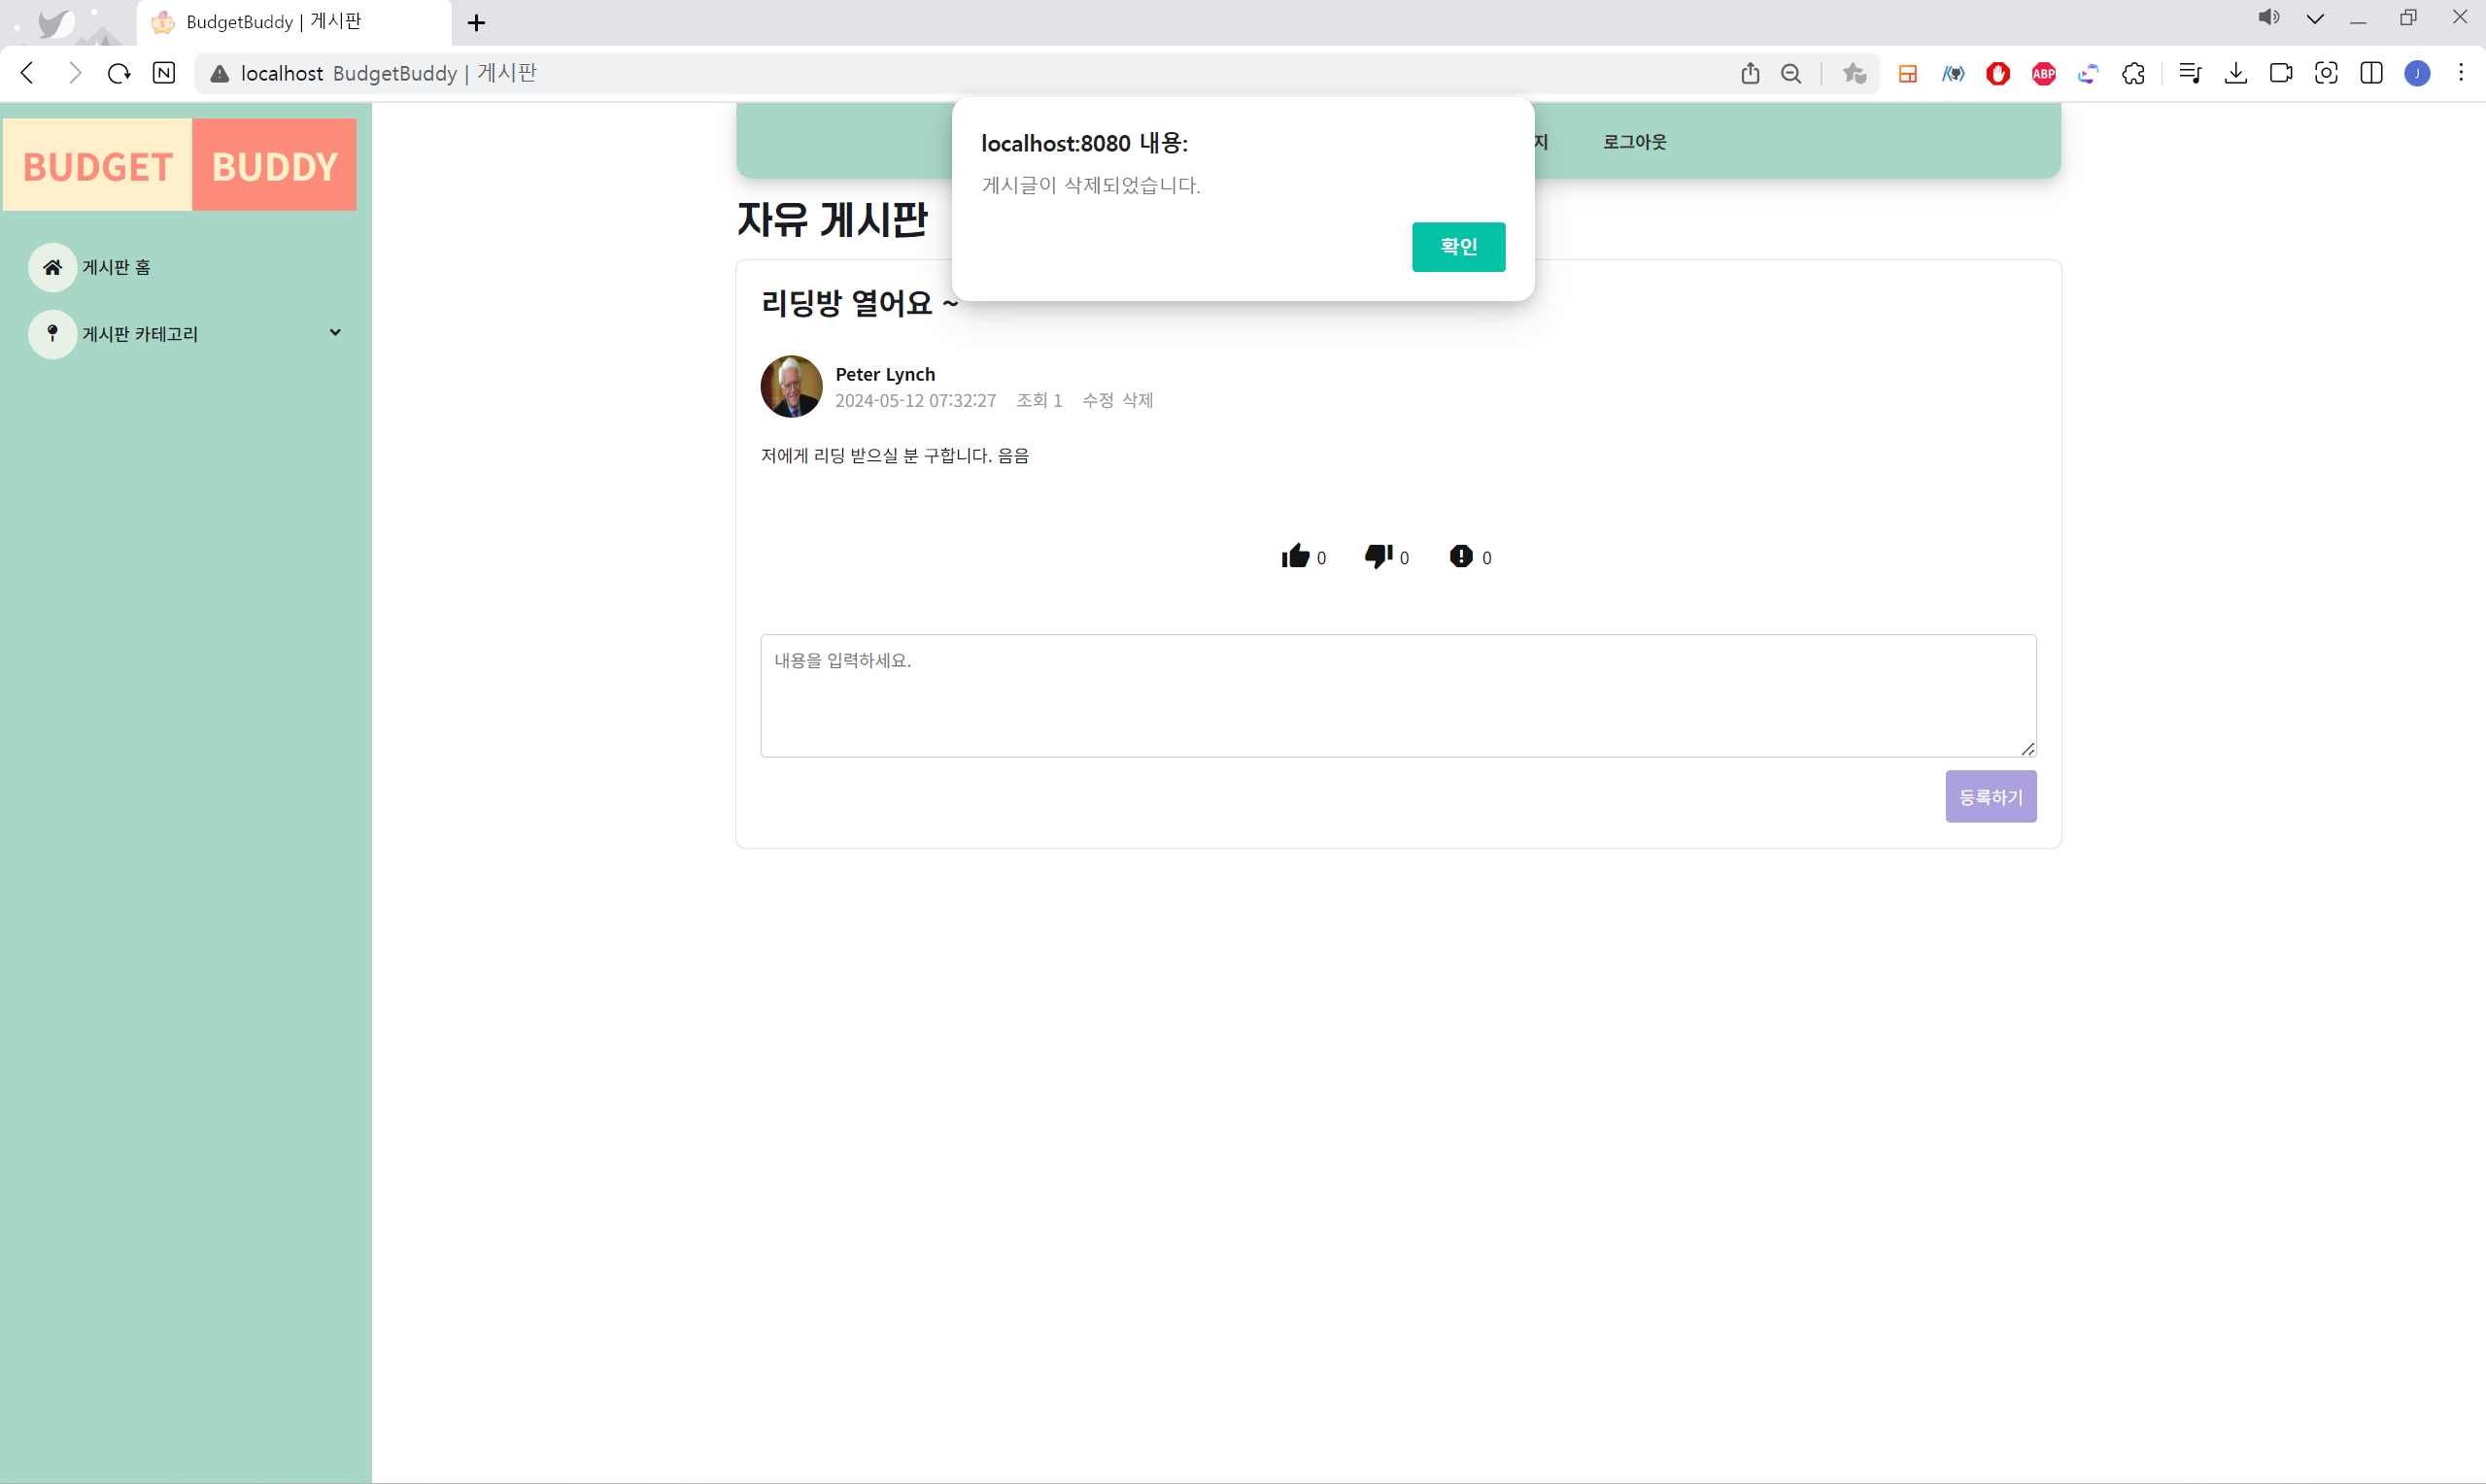 BudgetBuddy | 게시판
localhost BudgetBuddy | 게시판
ABP
J
BUDGET BUDDY
지 로그아웃
localhost:8080 내용:
게시글이 삭제되었습니다.
확인
게시판 홈
게시판 카테고리
자유 게시판
리딩방 열어요 ~
Peter Lynch
2024-05-12 07:32:27 조회 1 수정 삭제
저에게 리딩 받으실 분 구합니다. 음음
0 0 0
내용을 입력하세요.
등록하기